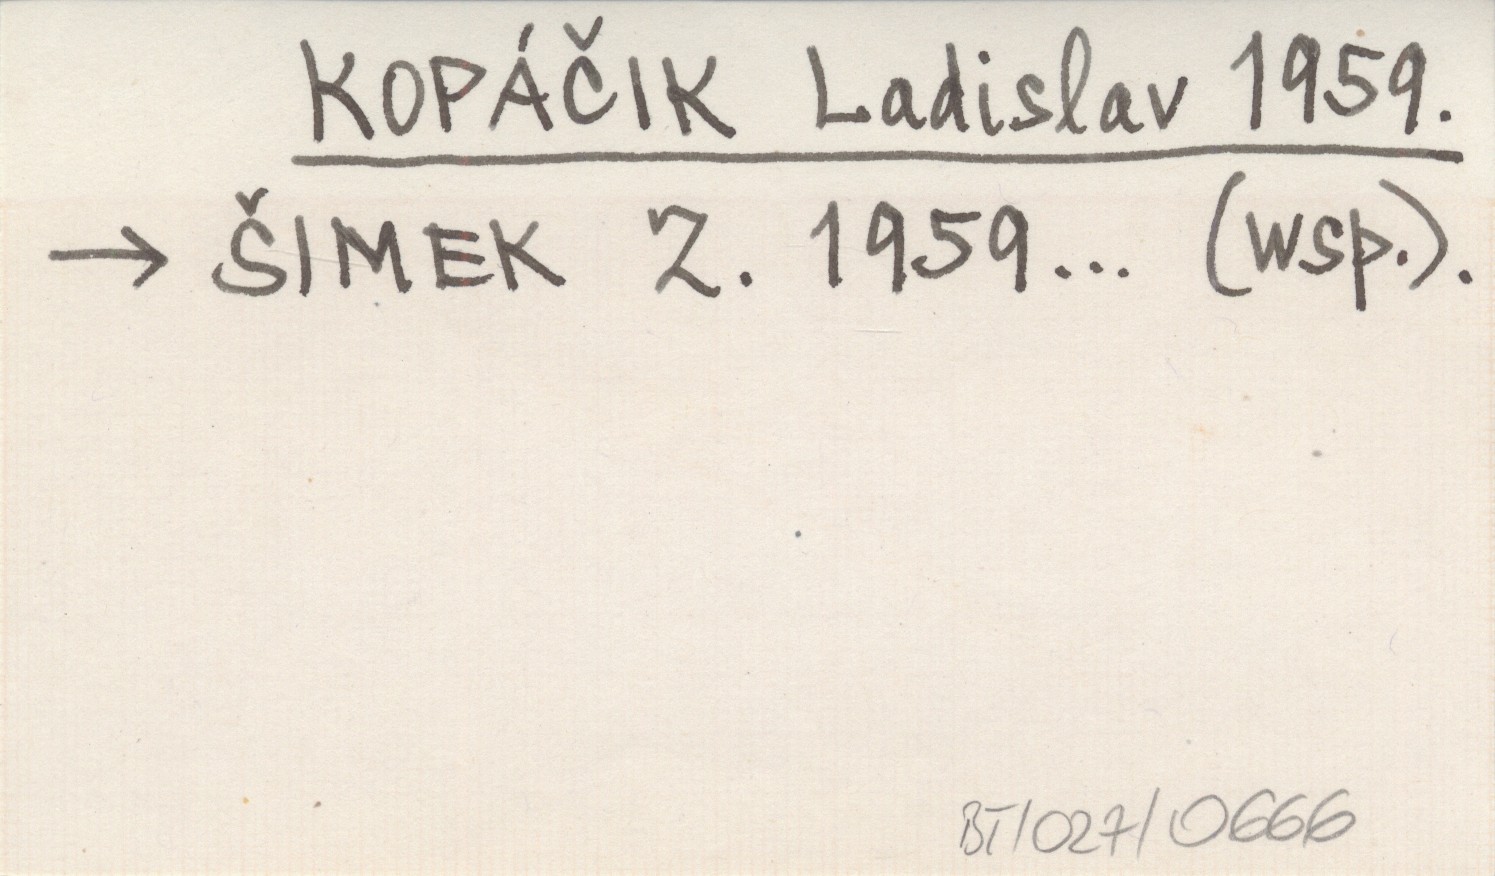 KOPÁČIK Ladislav 1959.
→ ŠIMEK Z. 1959... (wsp.).
BT/027/0666